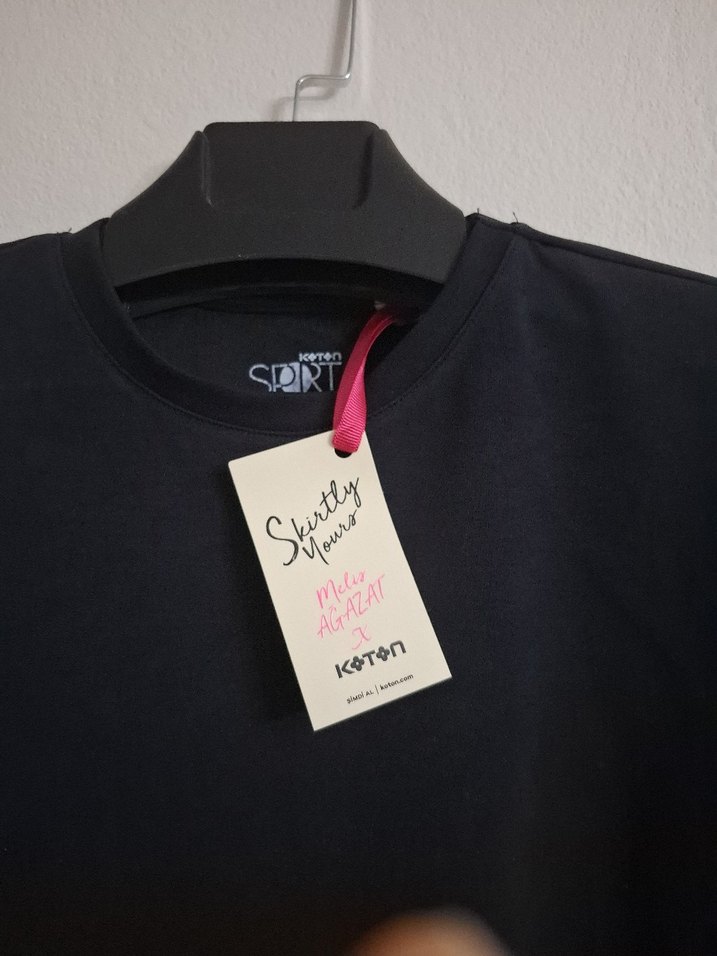 KOTON
SPORT
Skirtly
Yours
Melis
AĞAZAT
X
KOTON
ŞİMDİ AL | koton.com